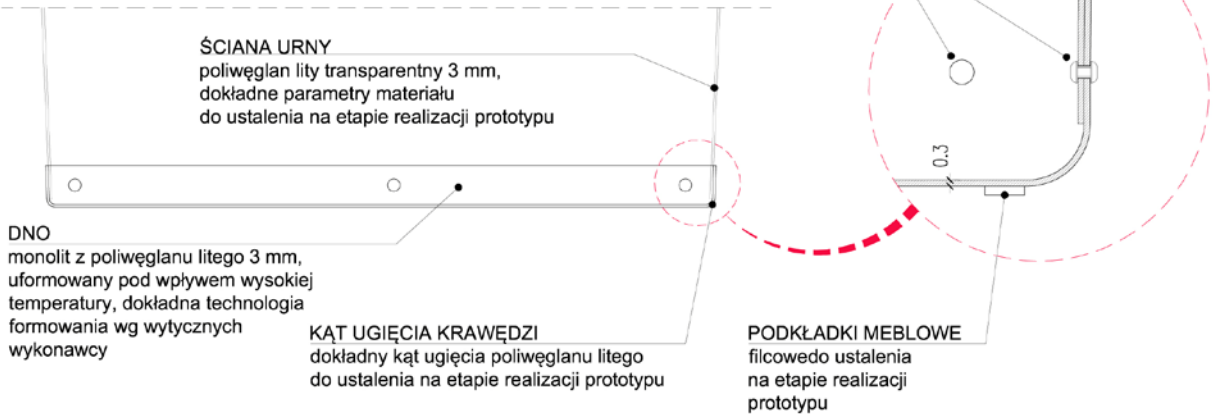 ŚCIANA URNY
poliwęglan lity transparentny 3 mm,
dokładne parametry materiału
do ustalenia na etapie realizacji prototypu
0.3
DNO
monolit z poliwęglanu litego 3 mm,
uformowany pod wpływem wysokiej
temperatury, dokładna technologia
formowania wg wytycznych
wykonawcy
KĄT UGIĘCIA KRAWĘDZI
dokładny kąt ugięcia poliwęglanu litego
do ustalenia na etapie realizacji prototypu
PODKŁADKI MEBLOWE
filcowedo ustalenia
na etapie realizacji
prototypu